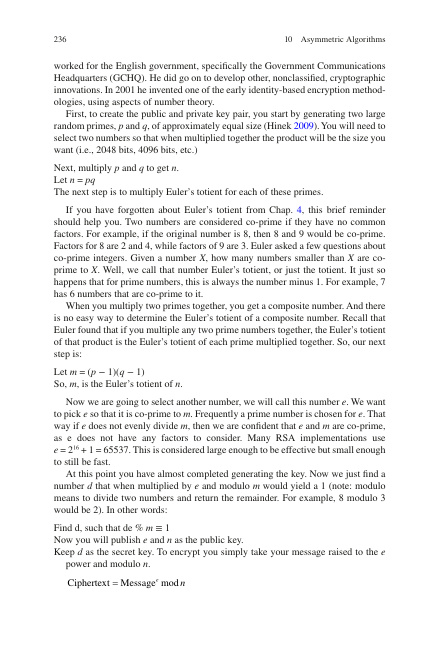 236
10 Asymmetric Algorithms
worked for the English government, specifically the Government Communications
Headquarters (GCHQ). He did go on to develop other, nonclassified, cryptographic
innovations. In 2001 he invented one of the early identity-based encryption method-
ologies, using aspects of number theory.
First, to create the public and private key pair, you start by generating two large
random primes, p and q, of approximately equal size (Hinek 2009). You will need to
select two numbers so that when multiplied together the product will be the size you
want (i.e., 2048 bits, 4096 bits, etc.)
Next, multiply p and q to get n.
Let n = pq
The next step is to multiply Euler’s totient for each of these primes.
If you have forgotten about Euler’s totient from Chap. 4, this brief reminder
should help you. Two numbers are considered co-prime if they have no common
factors. For example, if the original number is 8, then 8 and 9 would be co-prime.
Factors for 8 are 2 and 4, while factors of 9 are 3. Euler asked a few questions about
co-prime integers. Given a number X, how many numbers smaller than X are co-
prime to X. Well, we call that number Euler’s totient, or just the totient. It just so
happens that for prime numbers, this is always the number minus 1. For example, 7
has 6 numbers that are co-prime to it.
When you multiply two primes together, you get a composite number. And there
is no easy way to determine the Euler’s totient of a composite number. Recall that
Euler found that if you multiple any two prime numbers together, the Euler’s totient
of that product is the Euler’s totient of each prime multiplied together. So, our next
step is:
Let m = (p − 1)(q − 1)
So, m, is the Euler’s totient of n.
Now we are going to select another number, we will call this number e. We want
to pick e so that it is co-prime to m. Frequently a prime number is chosen for e. That
way if e does not evenly divide m, then we are confident that e and m are co-prime,
as e does not have any factors to consider. Many RSA implementations use
e = 2¹⁶ + 1 = 65537. This is considered large enough to be effective but small enough
to still be fast.
At this point you have almost completed generating the key. Now we just find a
number d that when multiplied by e and modulo m would yield a 1 (note: modulo
means to divide two numbers and return the remainder. For example, 8 modulo 3
would be 2). In other words:
Find d, such that de % m ≡ 1
Now you will publish e and n as the public key.
Keep d as the secret key. To encrypt you simply take your message raised to the e
power and modulo n.
Ciphertext = Messageᵉ mod n